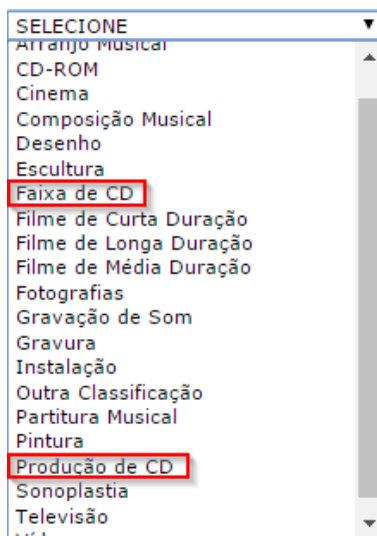 SELECIONE
Arranjo Musical
CD-ROM
Cinema
Composição Musical
Desenho
Escultura
Faixa de CD
Filme de Curta Duração
Filme de Longa Duração
Filme de Média Duração
Fotografias
Gravação de Som
Gravura
Instalação
Outra Classificação
Partitura Musical
Pintura
Produção de CD
Sonoplastia
Televisão